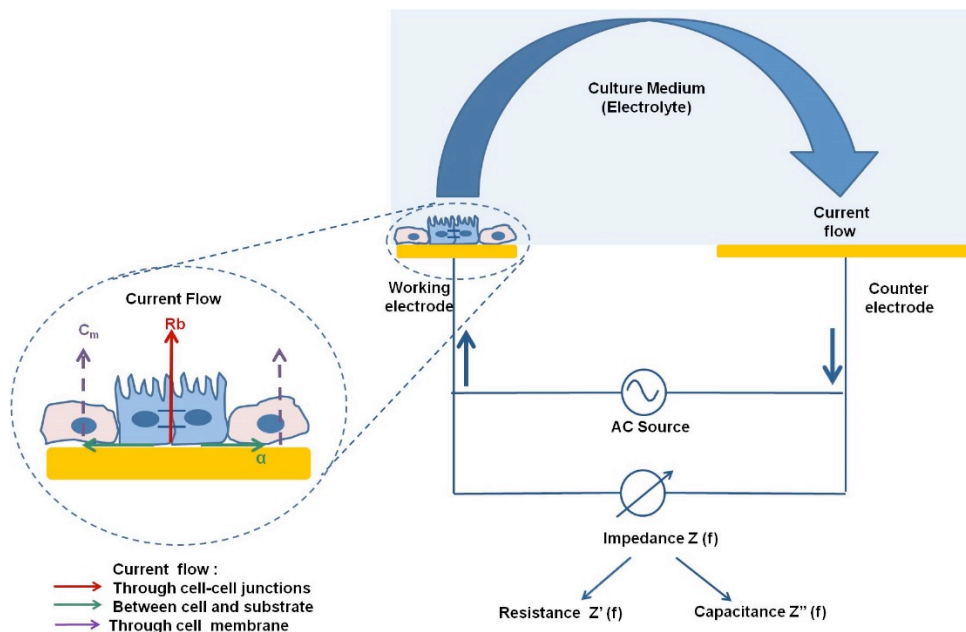 Culture Medium
(Electrolyte)
Current
flow
Working
electrode
Counter
electrode
Current Flow
Cm
Rb
α
AC Source
Impedance Z (f)
Resistance Z' (f)
Capacitance Z'' (f)
Current flow :
Through cell-cell junctions
Between cell and substrate
Through cell membrane